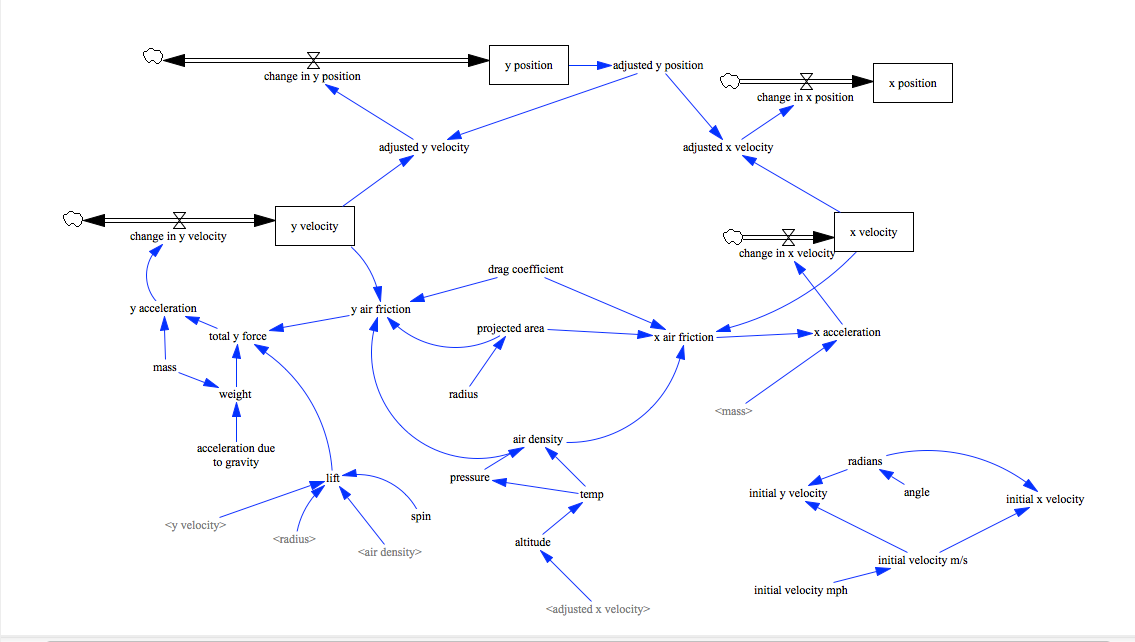 y position
adjusted y position
change in y position
x position
change in x position
adjusted y velocity
adjusted x velocity
y velocity
change in y velocity
x velocity
change in x velocity
drag coefficient
y acceleration
y air friction
total y force
projected area
x air friction
x acceleration
mass
weight
radius
<mass>
acceleration due
to gravity
air density
pressure
lift
temp
spin
<y velocity>
<radius>
<air density>
altitude
<adjusted x velocity>
radians
initial y velocity
angle
initial x velocity
initial velocity m/s
initial velocity mph